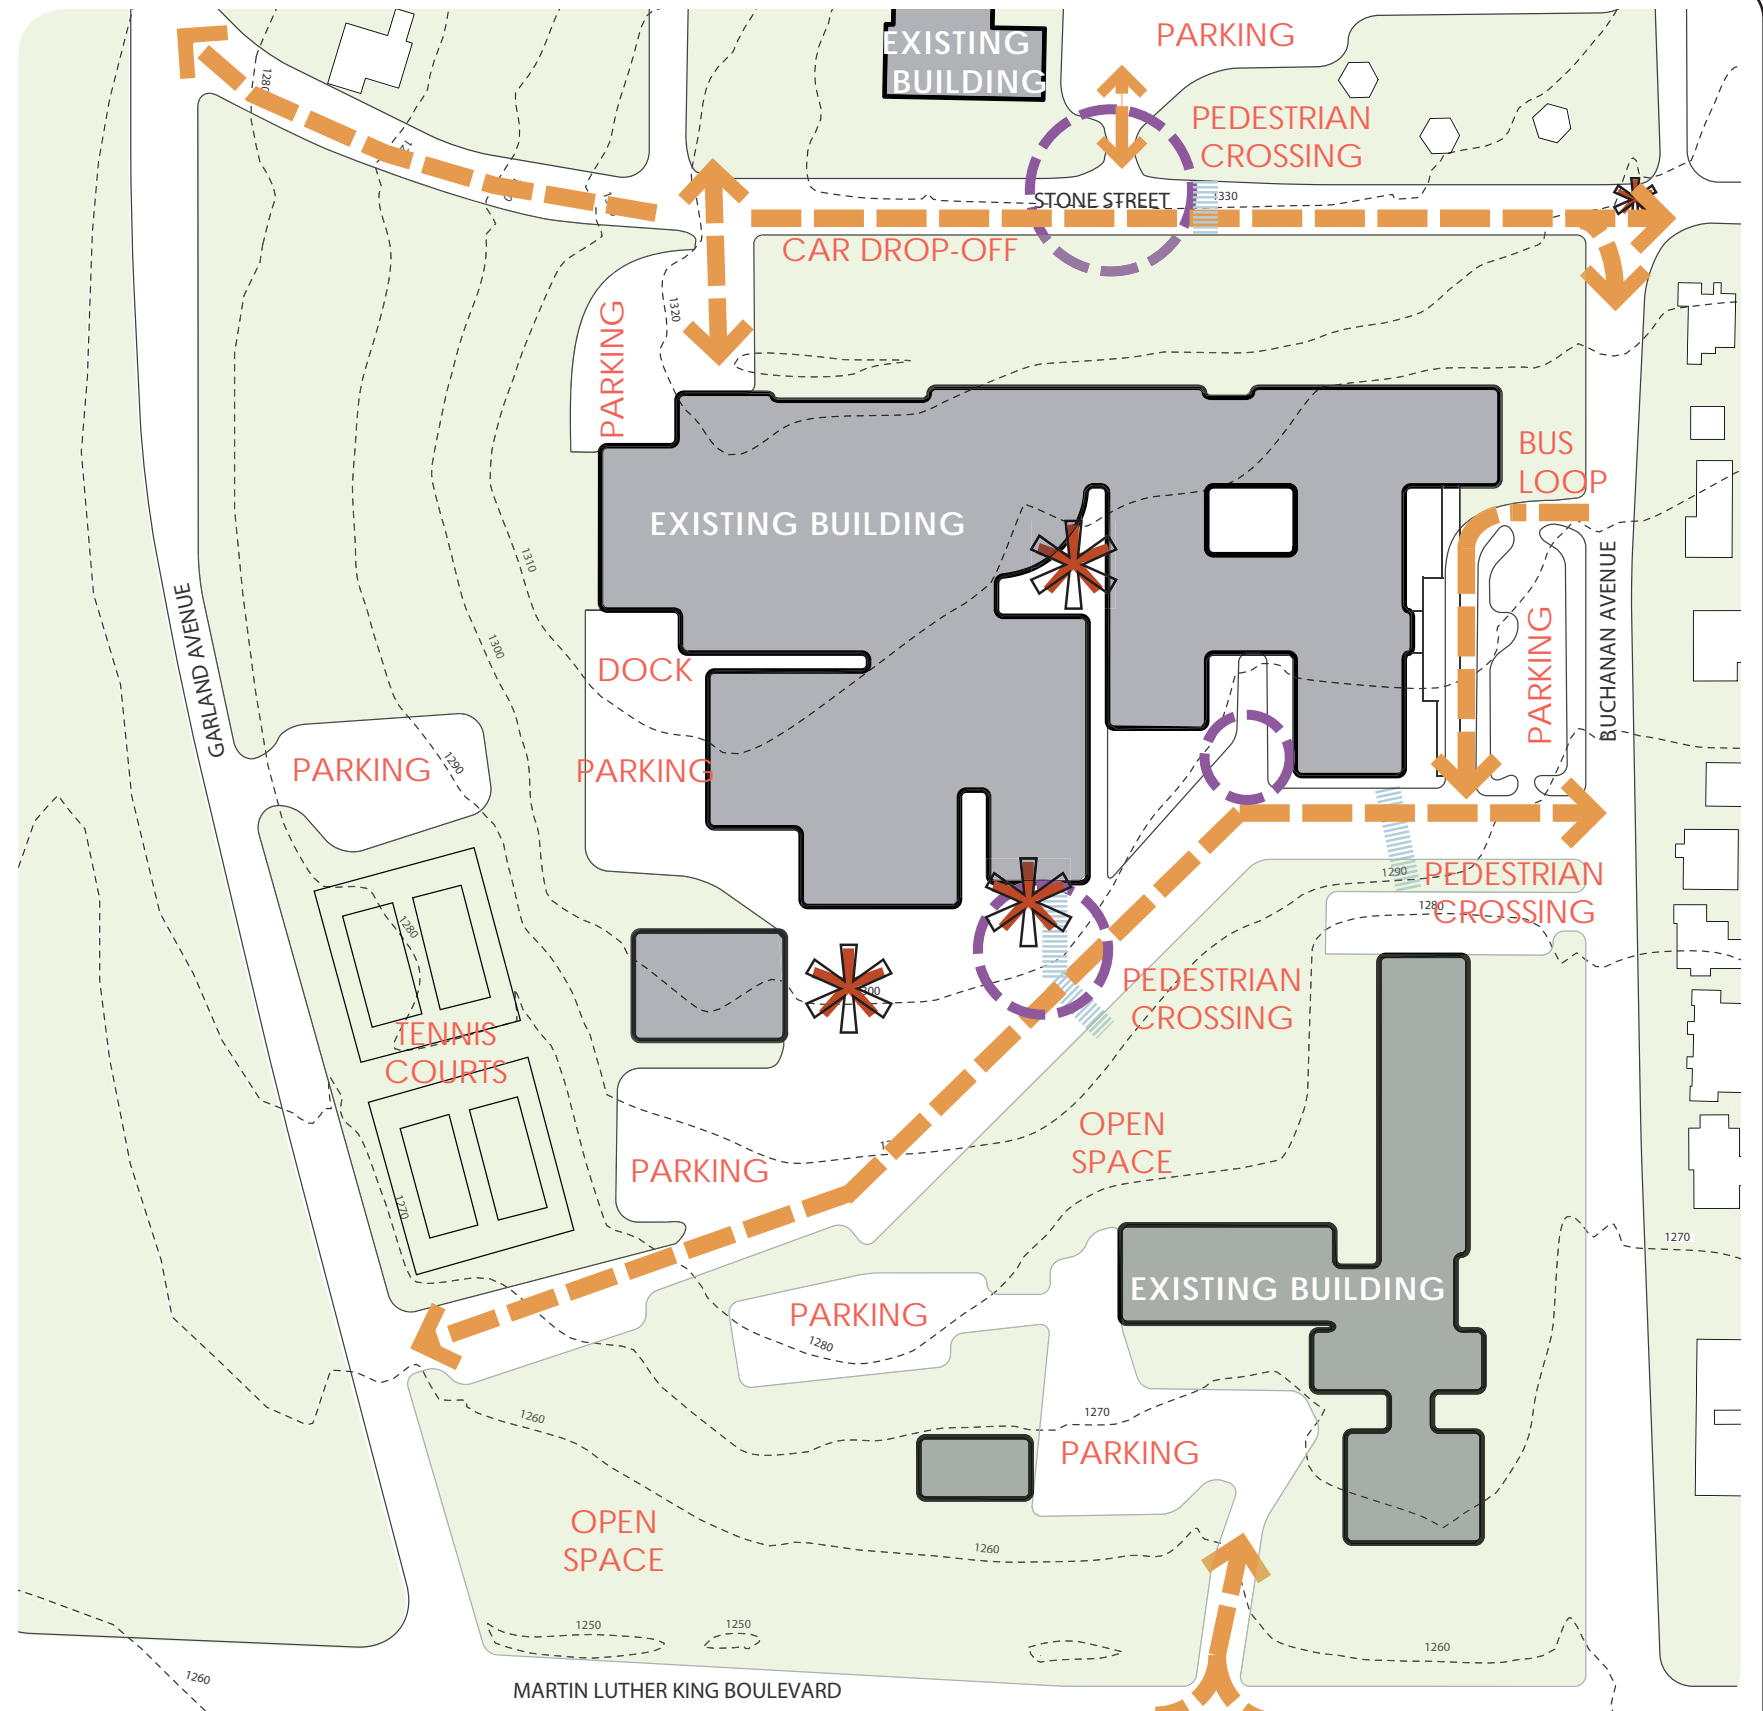 PARKING
EXISTING
BUILDING
1280
PEDESTRIAN
CROSSING
STONE STREET
1330
CAR DROP-OFF
1320
PARKING
BUS
LOOP
EXISTING BUILDING
1310
GARLAND AVENUE
1300
DOCK
PARKING
BUCHANAN AVENUE
PARKING
1290
PARKING
1290
PEDESTRIAN
CROSSING
1280
1280
PEDESTRIAN
CROSSING
TENNIS
COURTS
OPEN
SPACE
PARKING
1270
1270
EXISTING BUILDING
PARKING
1280
1260
1270
PARKING
OPEN
SPACE
1260
1250
1250
1260
1260
MARTIN LUTHER KING BOULEVARD